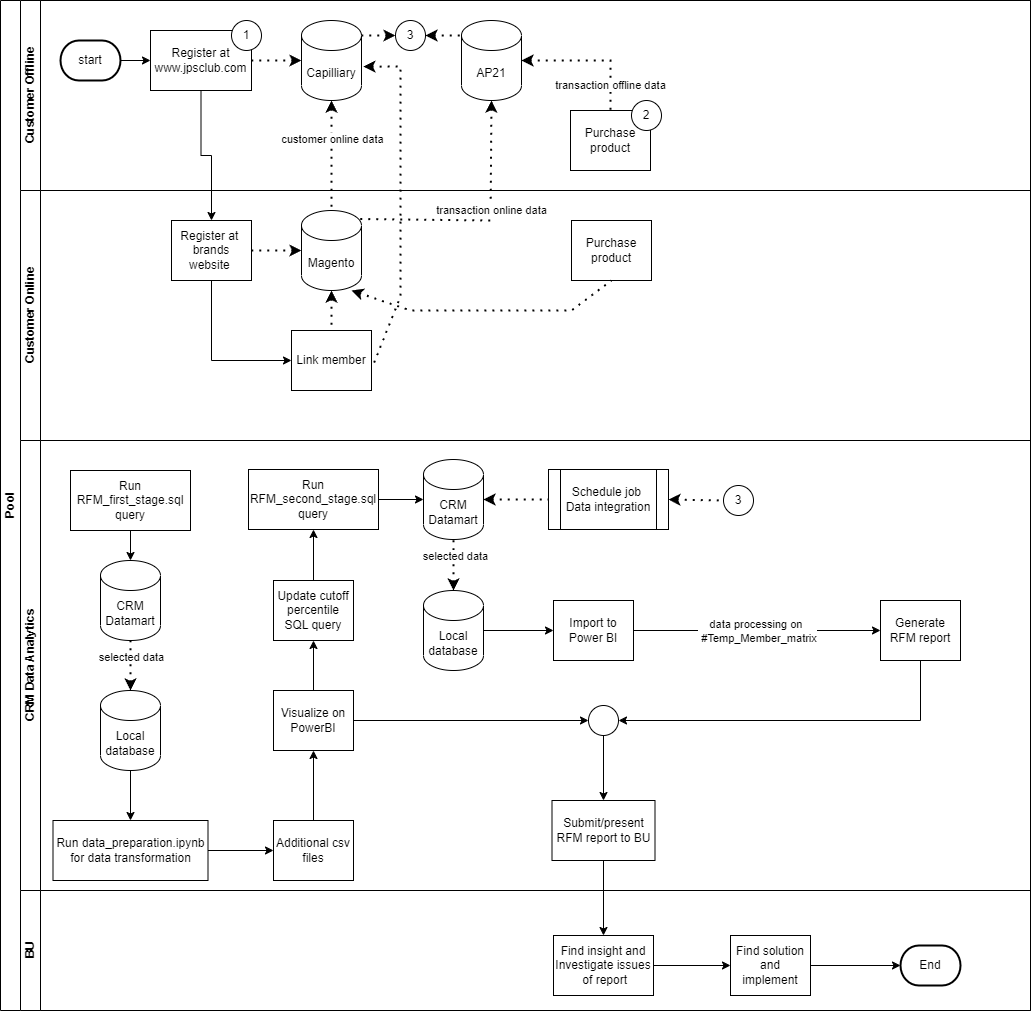 Pool
Customer Offline
start
Register at
www.jpsclub.com
1
Capilliary
3
AP21
transaction offline data
Purchase
product
2
customer online data
Customer Online
transaction online data
Register at
brands
website
Magento
Purchase
product
Link member
CRM Data Analytics
Run
RFM_first_stage.sql
query
Run
RFM_second_stage.sql
query
CRM
Datamart
Schedule job
Data integration
3
selected data
CRM
Datamart
Update cutoff
percentile
SQL query
Local
database
Import to
Power BI
data processing on
#Temp_Member_matrix
Generate
RFM report
selected data
Local
database
Visualize on
PowerBI
Run data_preparation.ipynb
for data transformation
Additional csv
files
Submit/present
RFM report to BU
BU
Find insight and
Investigate issues
of report
Find solution
and
implement
End